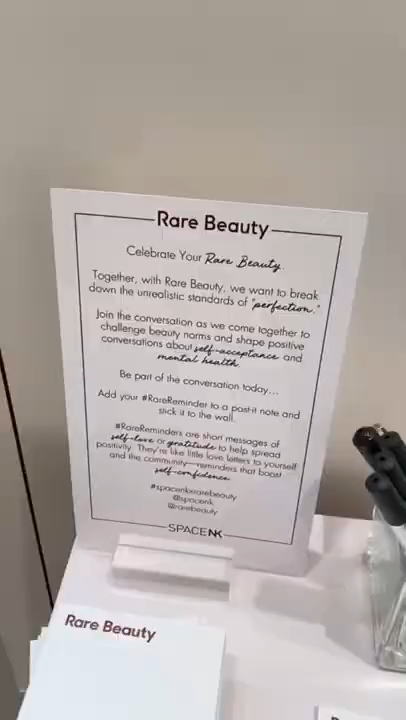 Rare Beauty
Celebrate Your Rare Beauty.
Together, with Rare Beauty, we want to break
down the unrealistic standards of "perfection."
Join the conversation as we come together to
challenge beauty norms and shape positive
conversations about self-acceptance and
mental health.
Be part of the conversation today...
Add your #RareReminder to a post-it note and
stick it to the wall.
#RareReminders are short messages of
self-love or gratitude to help spread
positivity. They're like little love letters to yourself
and the community—reminders that boost
self-confidence.
#spacenkxrarebeauty
@spacenk
@rarebeauty
SPACENK
Rare Beauty